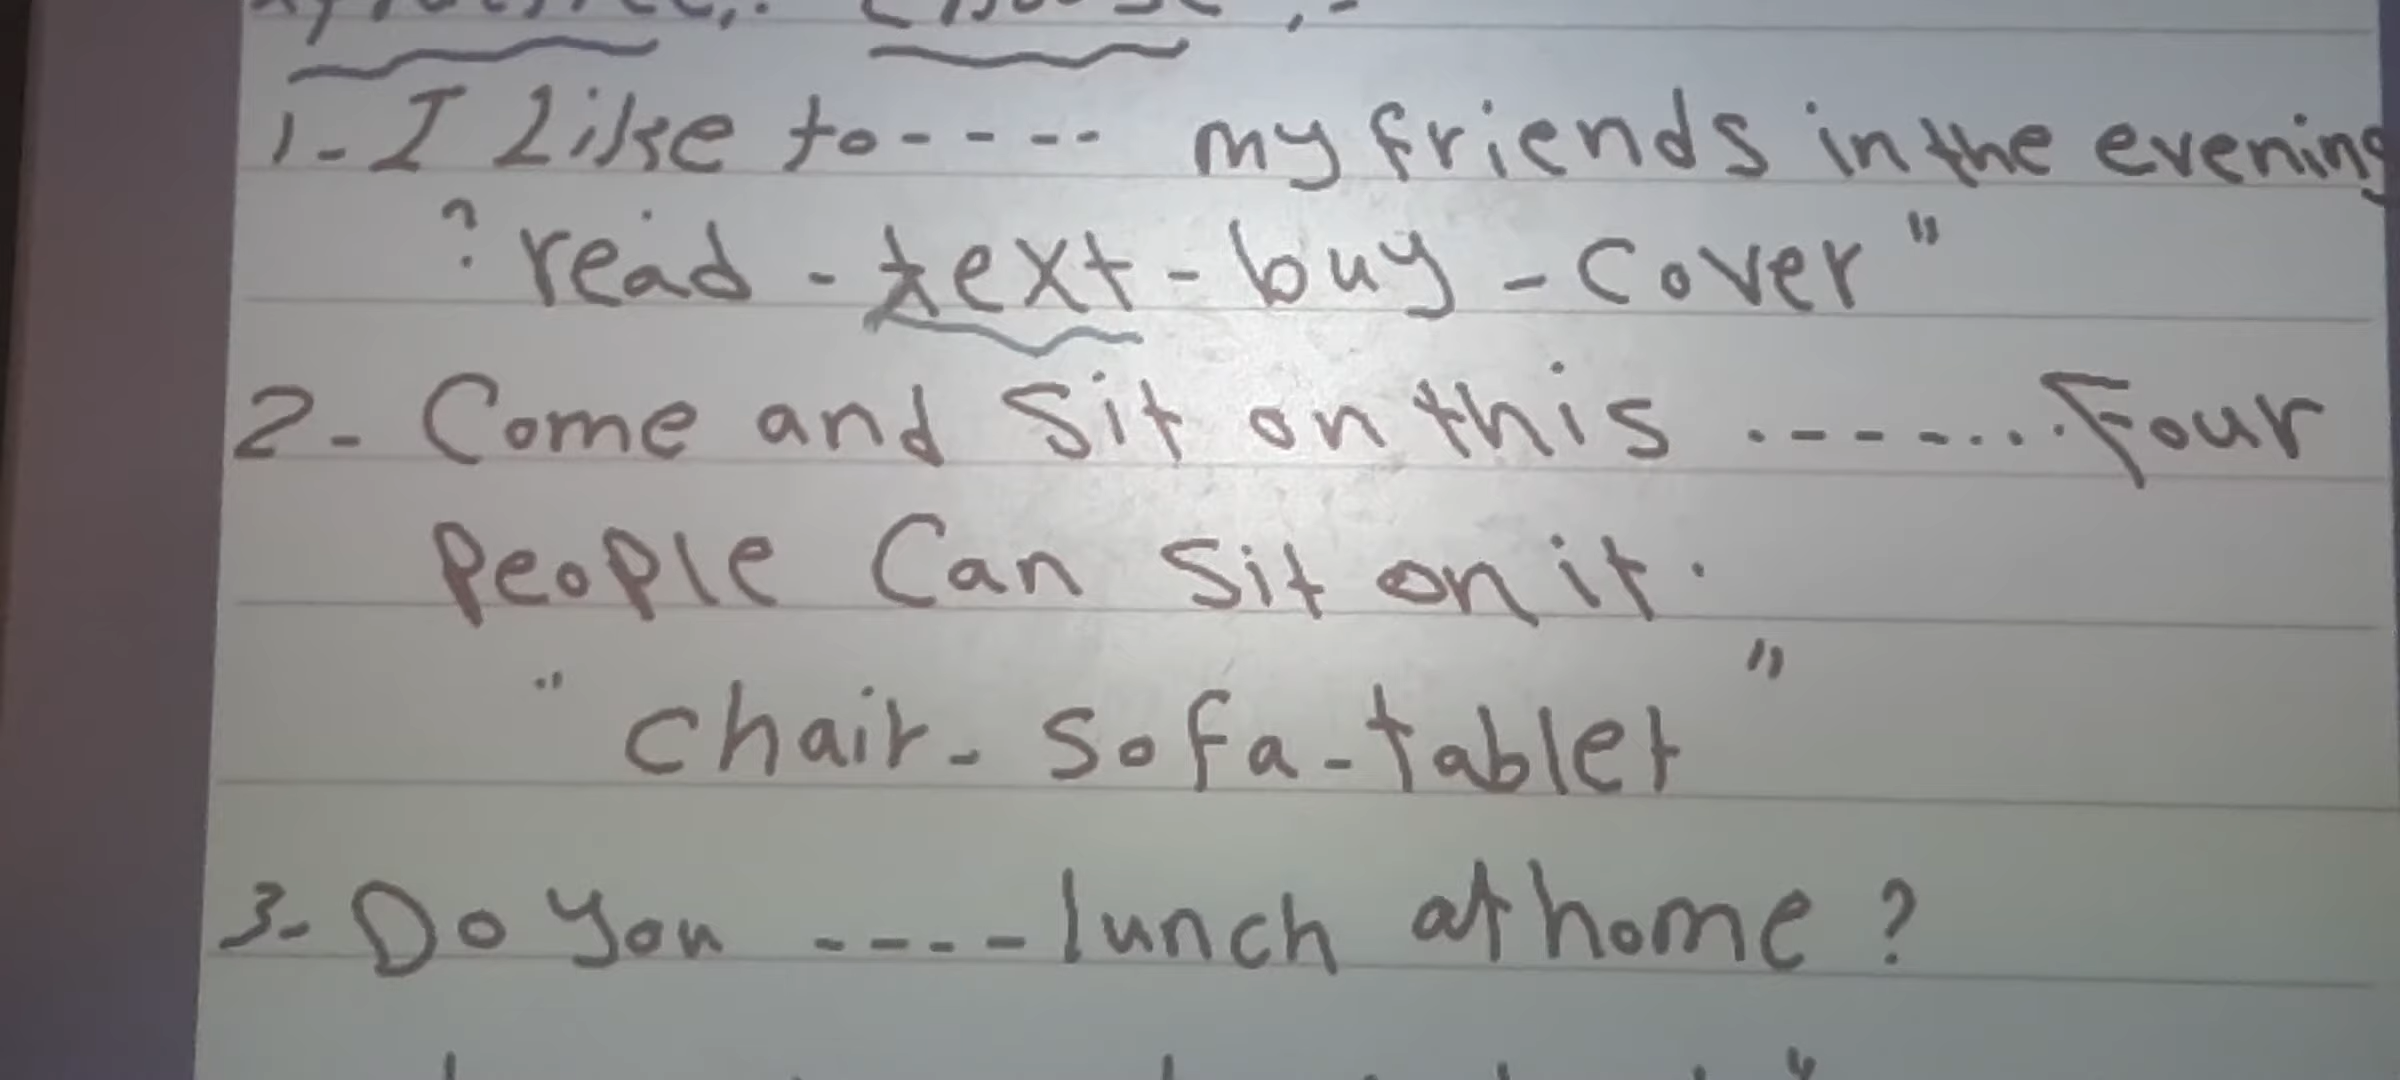 1- I Like to---- my friends in the evening
? read - text - buy - cover"
2- Come and Sit on this ....... Four
People Can Sit on it.
"chair- Sofa-tablet"
3- Do you ---- lunch at home ?